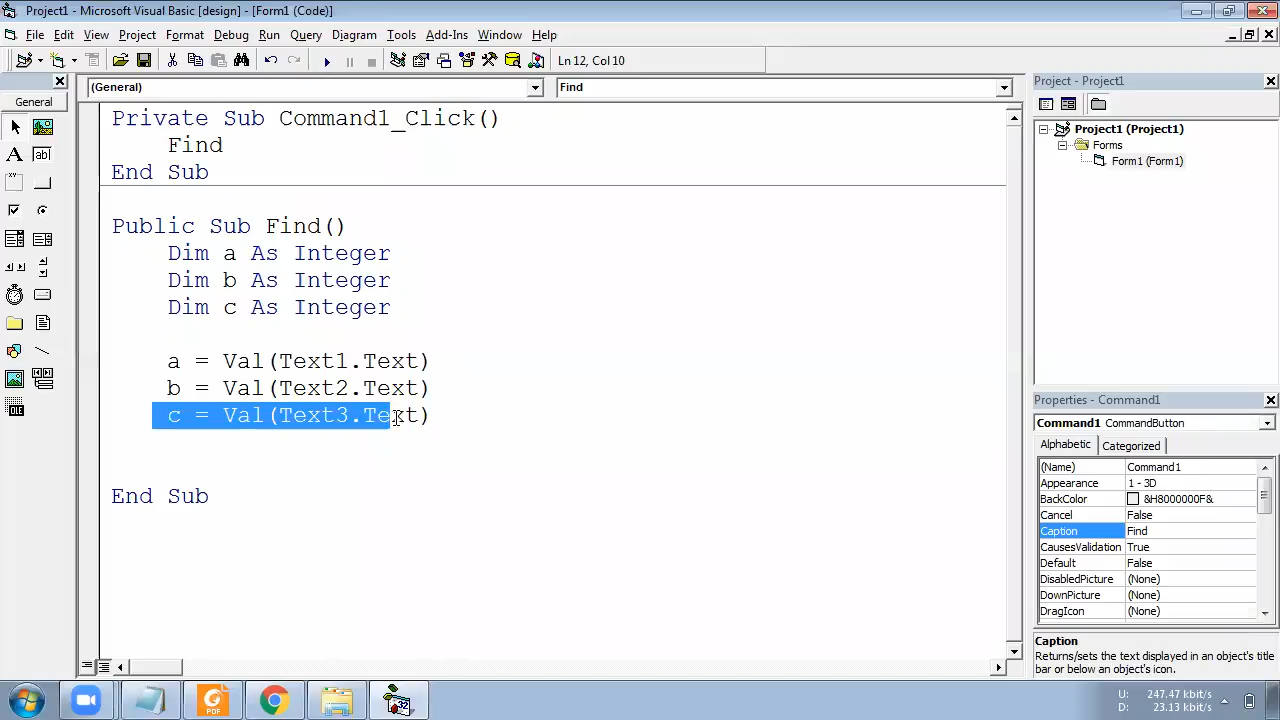 Project1 - Microsoft Visual Basic [design] - [Form1 (Code)]
File Edit View Project Format Debug Run Query Diagram Tools Add-Ins Window Help
Ln 12, Col 10
General
(General) Find
Private Sub Command1_Click()
Find
End Sub
Public Sub Find()
Dim a As Integer
Dim b As Integer
Dim c As Integer
a = Val(Text1.Text)
b = Val(Text2.Text)
c = Val(Text3.Text)
End Sub
Project - Project1
Project1 (Project1)
Forms
Form1 (Form1)
Properties - Command1
Command1 CommandButton
Alphabetic Categorized
(Name) Command1
Appearance 1 - 3D
BackColor &H8000000F&
Cancel False
Caption Find
CausesValidation True
Default False
DisabledPicture (None)
DownPicture (None)
DragIcon (None)
Caption
Returns/sets the text displayed in an object's title
bar or below an object's icon.
U: 247.47 kbit/s
D: 23.13 kbit/s